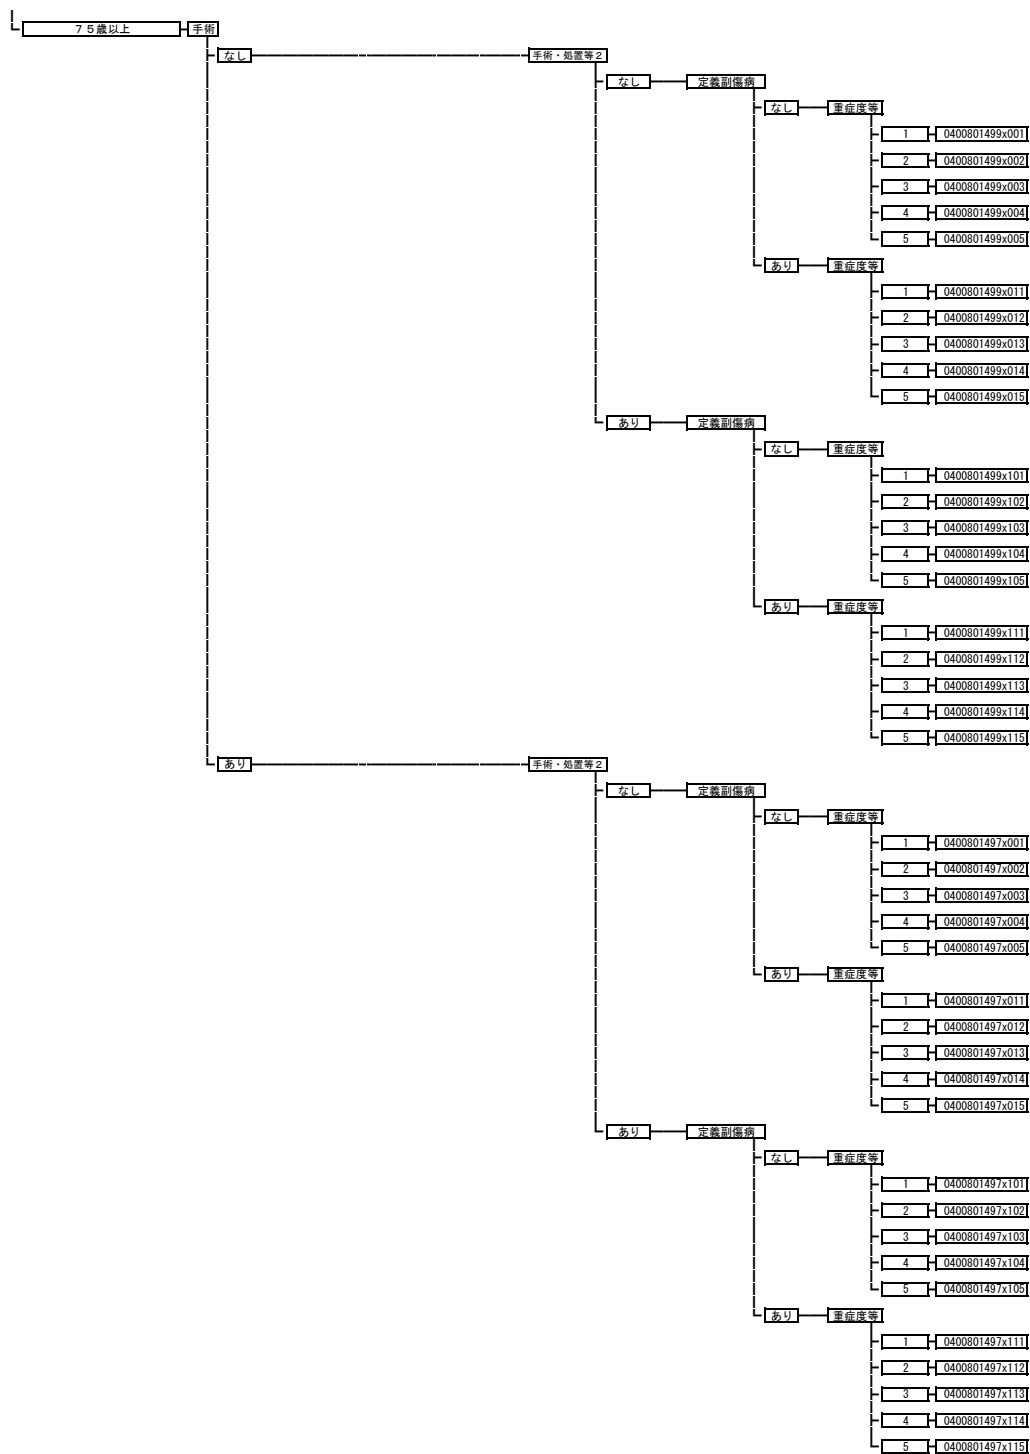 ７５歳以上 手術
なし 手術・処置等２
なし 定義副傷病
なし 重症度等
1 0400801499x001
2 0400801499x002
3 0400801499x003
4 0400801499x004
5 0400801499x005
あり 重症度等
1 0400801499x011
2 0400801499x012
3 0400801499x013
4 0400801499x014
5 0400801499x015
あり 定義副傷病
なし 重症度等
1 0400801499x101
2 0400801499x102
3 0400801499x103
4 0400801499x104
5 0400801499x105
あり 重症度等
1 0400801499x111
2 0400801499x112
3 0400801499x113
4 0400801499x114
5 0400801499x115
あり 手術・処置等２
なし 定義副傷病
なし 重症度等
1 0400801497x001
2 0400801497x002
3 0400801497x003
4 0400801497x004
5 0400801497x005
あり 重症度等
1 0400801497x011
2 0400801497x012
3 0400801497x013
4 0400801497x014
5 0400801497x015
あり 定義副傷病
なし 重症度等
1 0400801497x101
2 0400801497x102
3 0400801497x103
4 0400801497x104
5 0400801497x105
あり 重症度等
1 0400801497x111
2 0400801497x112
3 0400801497x113
4 0400801497x114
5 0400801497x115